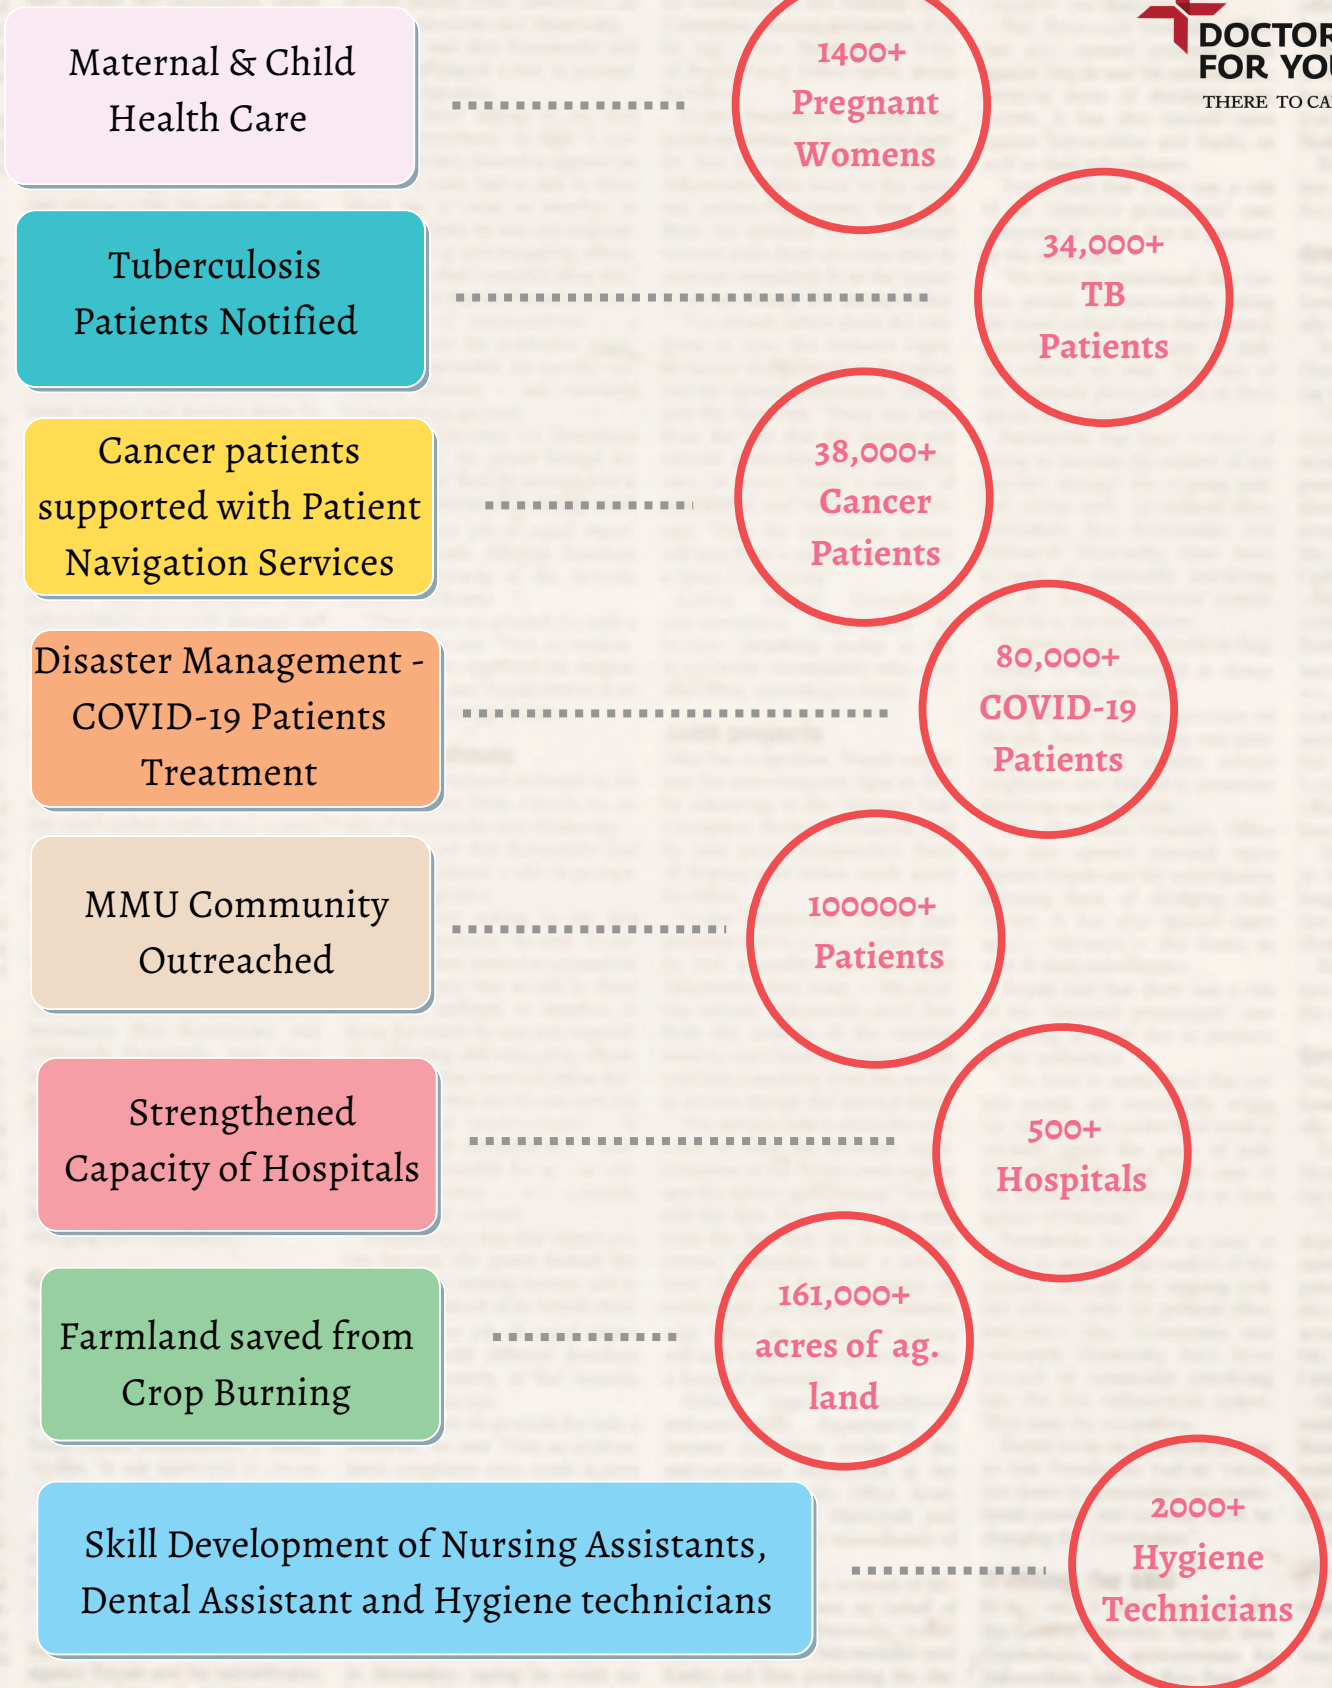 DOCTOR
FOR YOU
THERE TO CA
Maternal & Child
Health Care
1400+
Pregnant
Womens
Tuberculosis
Patients Notified
34,000+
TB
Patients
Cancer patients
supported with Patient
Navigation Services
38,000+
Cancer
Patients
Disaster Management -
COVID-19 Patients
Treatment
80,000+
COVID-19
Patients
MMU Community
Outreached
100000+
Patients
Strengthened
Capacity of Hospitals
500+
Hospitals
Farmland saved from
Crop Burning
161,000+
acres of ag.
land
Skill Development of Nursing Assistants,
Dental Assistant and Hygiene technicians
2000+
Hygiene
Technicians